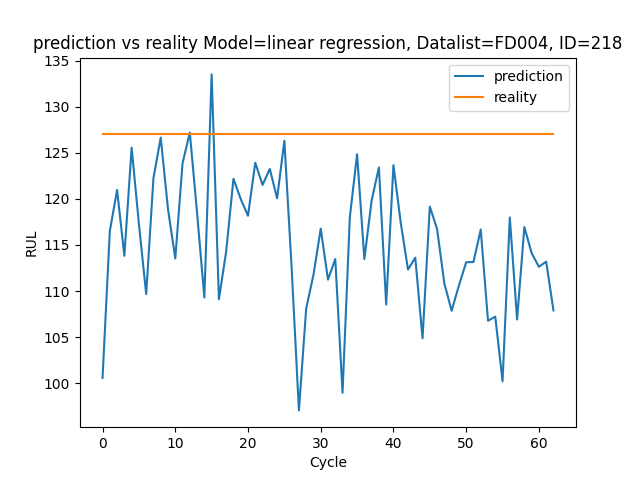 prediction vs reality Model=linear regression, Datalist=FD004, ID=218
prediction
reality
RUL
135
130
125
120
115
110
105
100
0 10 20 30 40 50 60
Cycle